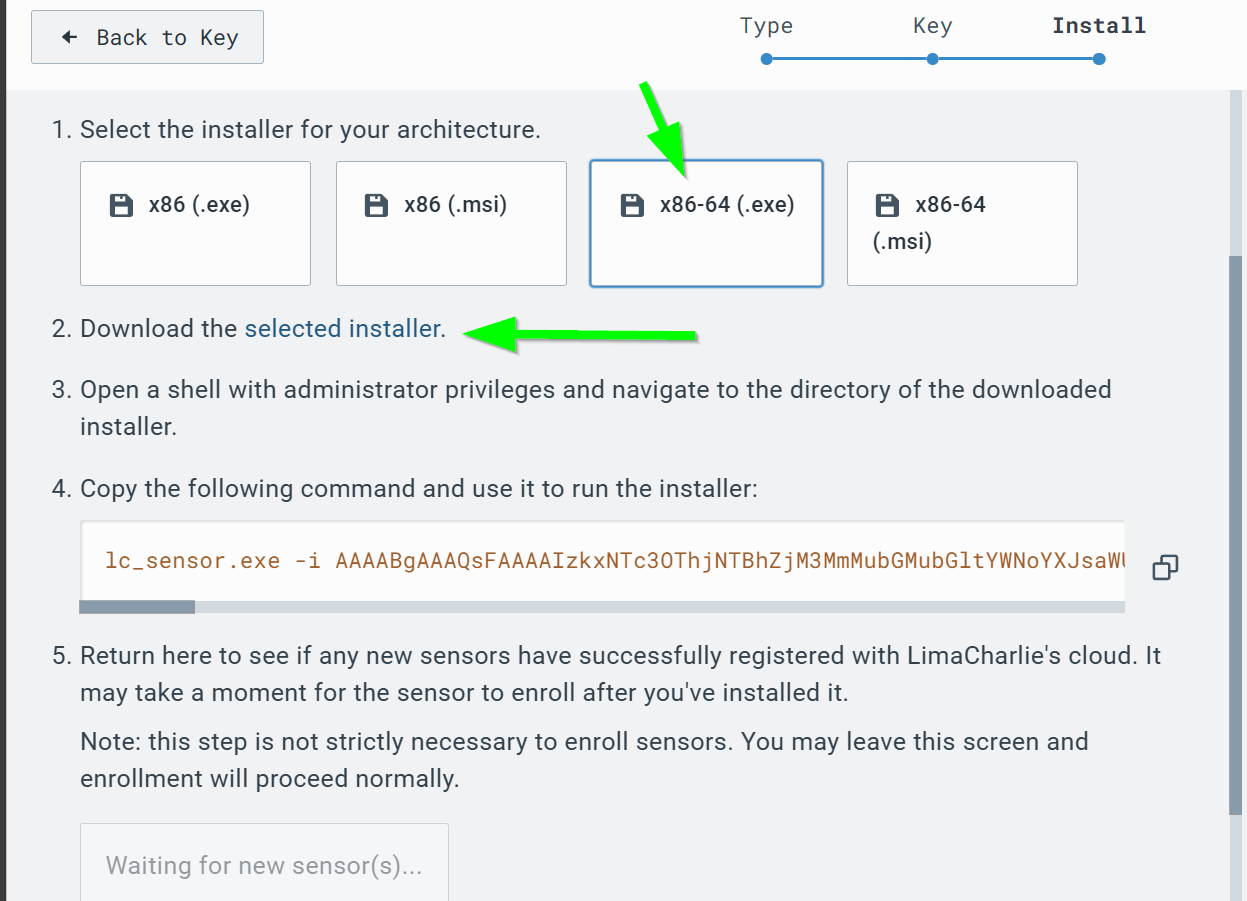 Back to Key
Type
Key
Install
1. Select the installer for your architecture.
x86 (.exe)
x86 (.msi)
x86-64 (.exe)
x86-64
(.msi)
2. Download the selected installer.
3. Open a shell with administrator privileges and navigate to the directory of the downloaded
installer.
4. Copy the following command and use it to run the installer:
lc_sensor.exe -i AAAABgAAAQsFAAAAIzkxNTc3OThjNTBhZjM3MmMubGMubGltYWNoYXJsaWU
5. Return here to see if any new sensors have successfully registered with LimaCharlie's cloud. It
may take a moment for the sensor to enroll after you've installed it.
Note: this step is not strictly necessary to enroll sensors. You may leave this screen and
enrollment will proceed normally.
Waiting for new sensor(s)...